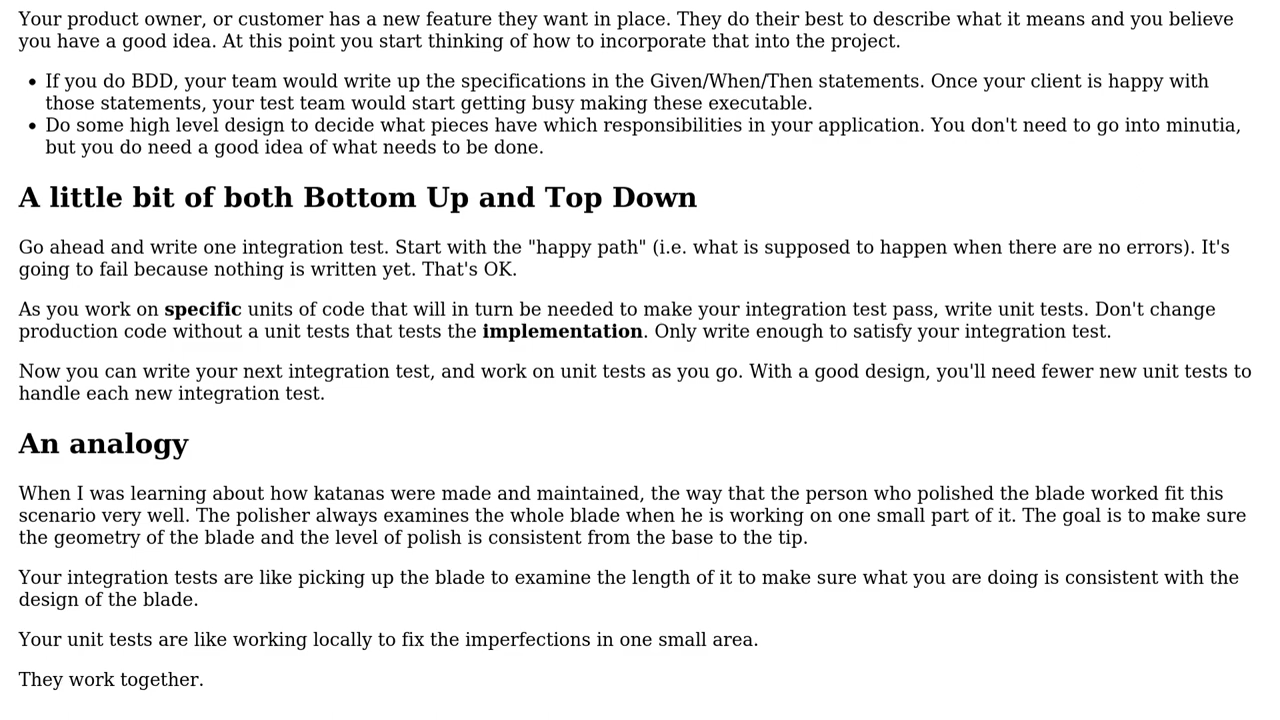 Your product owner, or customer has a new feature they want in place. They do their best to describe what it means and you believe
you have a good idea. At this point you start thinking of how to incorporate that into the project.
• If you do BDD, your team would write up the specifications in the Given/When/Then statements. Once your client is happy with
those statements, your test team would start getting busy making these executable.
• Do some high level design to decide what pieces have which responsibilities in your application. You don't need to go into minutia,
but you do need a good idea of what needs to be done.
A little bit of both Bottom Up and Top Down
Go ahead and write one integration test. Start with the "happy path" (i.e. what is supposed to happen when there are no errors). It's
going to fail because nothing is written yet. That's OK.
As you work on specific units of code that will in turn be needed to make your integration test pass, write unit tests. Don't change
production code without a unit tests that tests the implementation. Only write enough to satisfy your integration test.
Now you can write your next integration test, and work on unit tests as you go. With a good design, you'll need fewer new unit tests to
handle each new integration test.
An analogy
When I was learning about how katanas were made and maintained, the way that the person who polished the blade worked fit this
scenario very well. The polisher always examines the whole blade when he is working on one small part of it. The goal is to make sure
the geometry of the blade and the level of polish is consistent from the base to the tip.
Your integration tests are like picking up the blade to examine the length of it to make sure what you are doing is consistent with the
design of the blade.
Your unit tests are like working locally to fix the imperfections in one small area.
They work together.